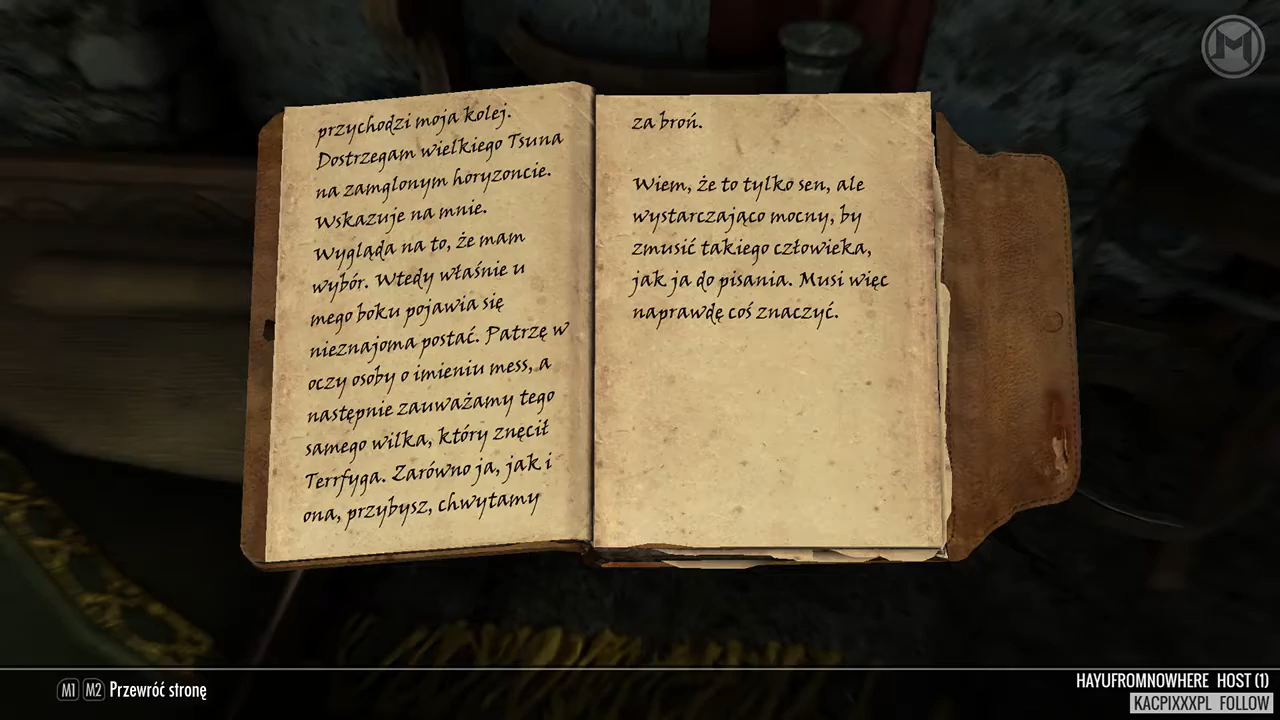 przychodzi moja kolej.
Dostrzegam wielkiego Tsuna
na zamglonym horyzoncie.
Wskazuje na mnie.
Wygląda na to, że mam
wybór. Wtedy właśnie u
mego boku pojawia się
nieznajoma postać. Patrzę w
oczy osoby o imieniu mess, a
następnie zauważamy tego
samego wilka, który znęcił
Terrfyga. Zarówno ja, jak i
ona, przybysz, chwytamy
za broń.
Wiem, że to tylko sen, ale
wystarczająco mocny, by
zmusić takiego człowieka,
jak ja do pisania. Musi więc
naprawdę coś znaczyć.
M
M1 M2 Przewróć stronę
HAYUFROMNOWHERE HOST (1)
KACPIXXXPL FOLLOW